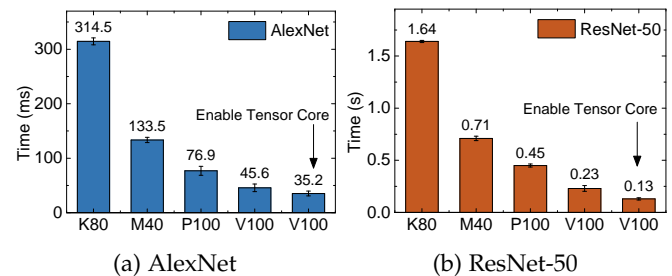 Time (ms)
300
200
100
50
0
314.5
133.5
76.9
45.6
35.2
AlexNet
Enable Tensor Core
K80 M40 P100 V100 V100
(a) AlexNet
Time (s)
1.5
1.0
0.5
0.0
1.64
0.71
0.45
0.23
0.13
ResNet-50
Enable Tensor Core
K80 M40 P100 V100 V100
(b) ResNet-50